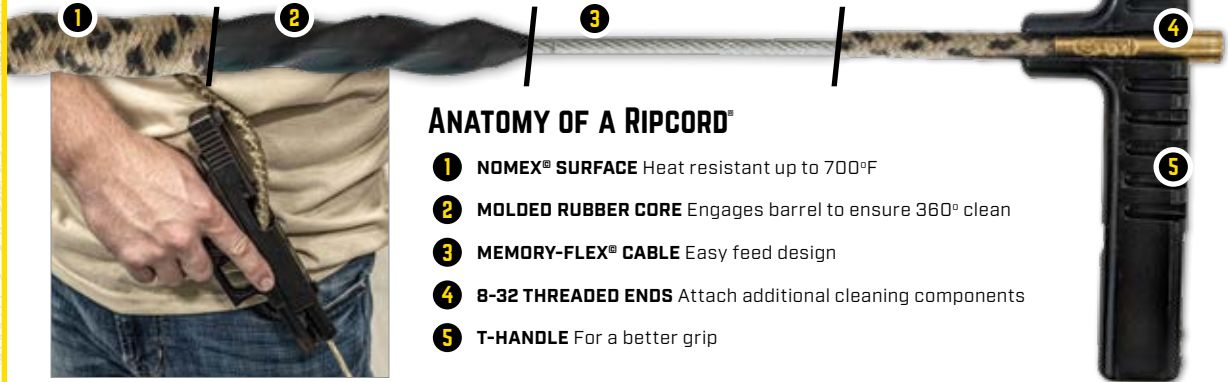 1 2 3 4
ANATOMY OF A RIPCORD®
1 NOMEX® SURFACE Heat resistant up to 700°F
2 MOLDED RUBBER CORE Engages barrel to ensure 360° clean
3 MEMORY-FLEX® CABLE Easy feed design
4 8-32 THREADED ENDS Attach additional cleaning components
5 T-HANDLE For a better grip
5